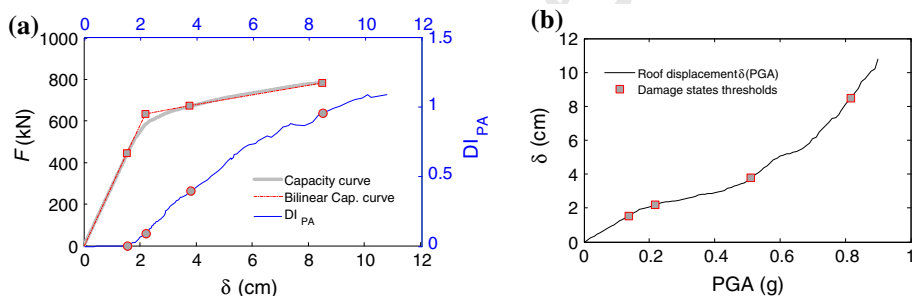 (a)
0 2 4 6 8 10 12
1000
800
600
400
200
0
F (kN)
1.5
1
0.5
0
DI PA
Capacity curve
Bilinear Cap. curve
DI PA
0 2 4 6 8 10 12
δ (cm)
(b)
12
10
8
6
4
2
0
δ (cm)
Roof displacementδ(PGA)
Damage states thresholds
0 0.2 0.4 0.6 0.8 1
PGA (g)